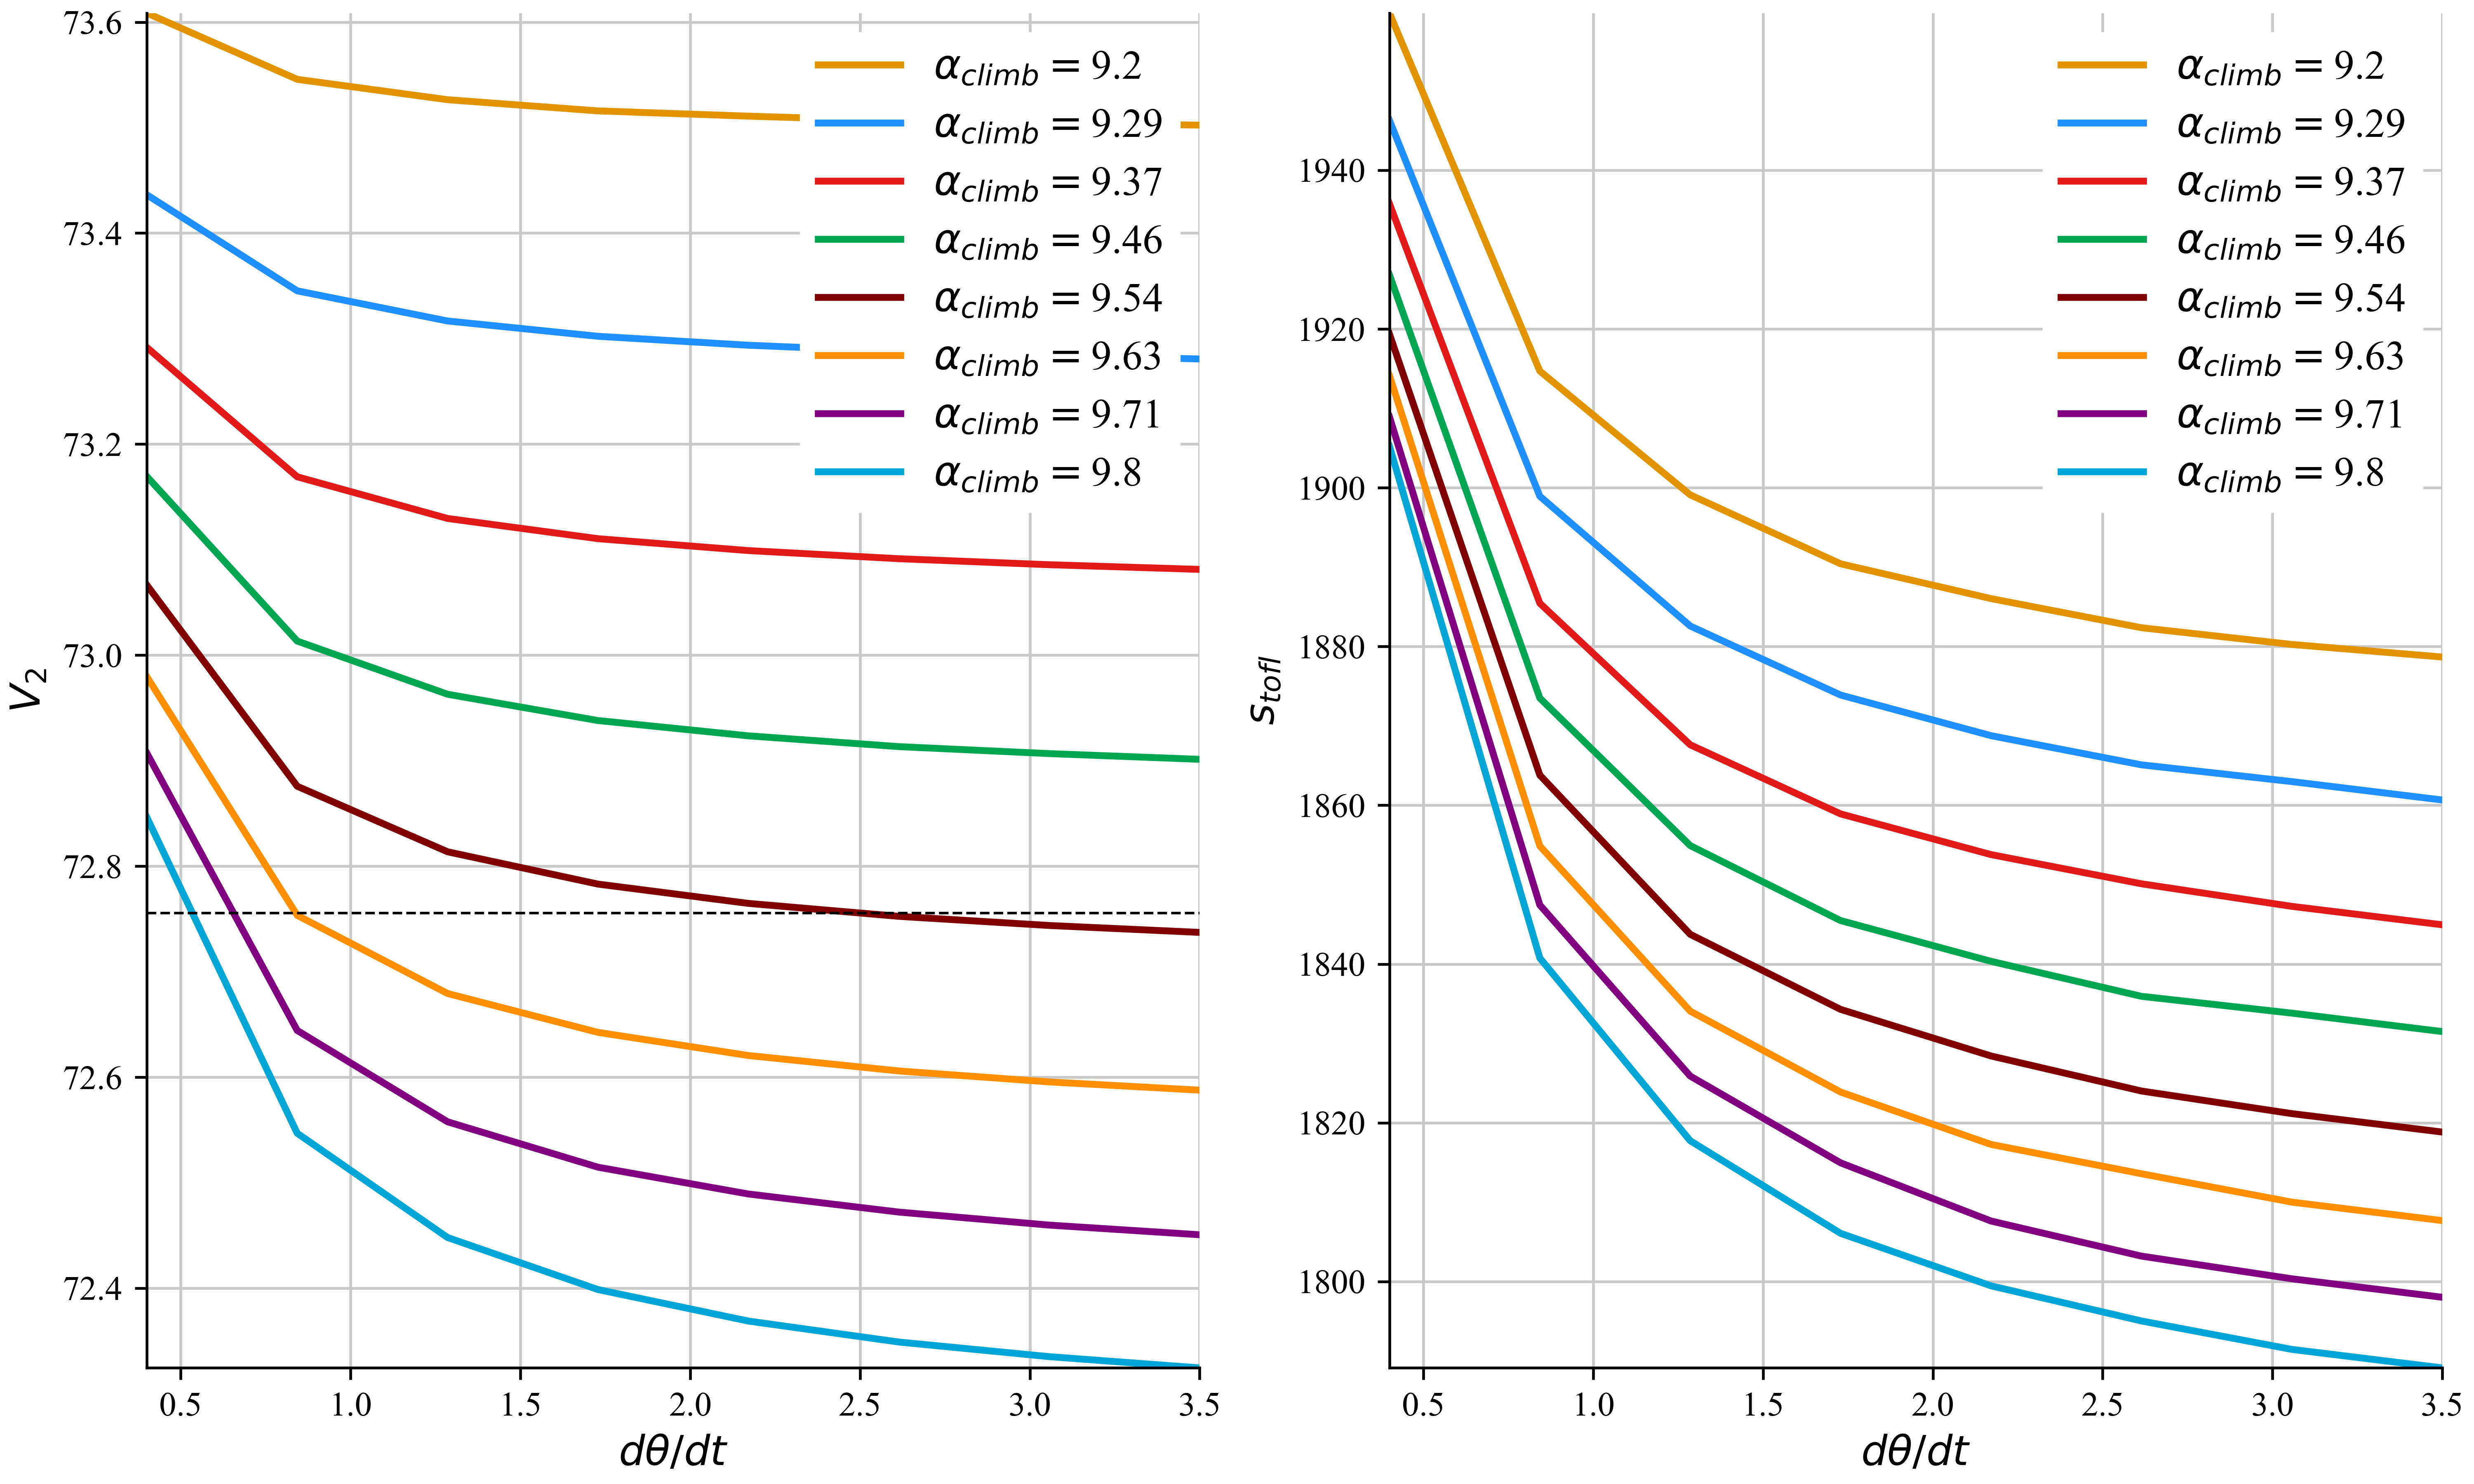 73.6
73.4
73.2
73.0
72.8
72.6
72.4
V2
0.5 1.0 1.5 2.0 2.5 3.0 3.5
dθ/dt
αclimb = 9.2
αclimb = 9.29
αclimb = 9.37
αclimb = 9.46
αclimb = 9.54
αclimb = 9.63
αclimb = 9.71
αclimb = 9.8
1940
1920
1900
1880
1860
1840
1820
1800
stofl
0.5 1.0 1.5 2.0 2.5 3.0 3.5
dθ/dt
αclimb = 9.2
αclimb = 9.29
αclimb = 9.37
αclimb = 9.46
αclimb = 9.54
αclimb = 9.63
αclimb = 9.71
αclimb = 9.8